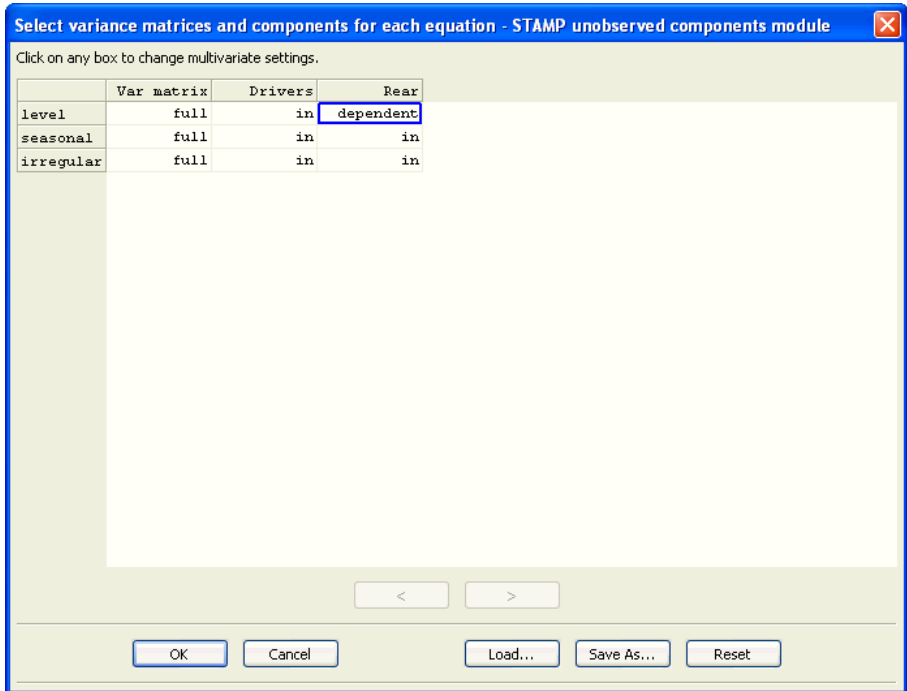 Select variance matrices and components for each equation - STAMP unobserved components module
Click on any box to change multivariate settings.
Var matrix Drivers Rear
level full in dependent
seasonal full in in
irregular full in in
< >
OK Cancel Load... Save As... Reset